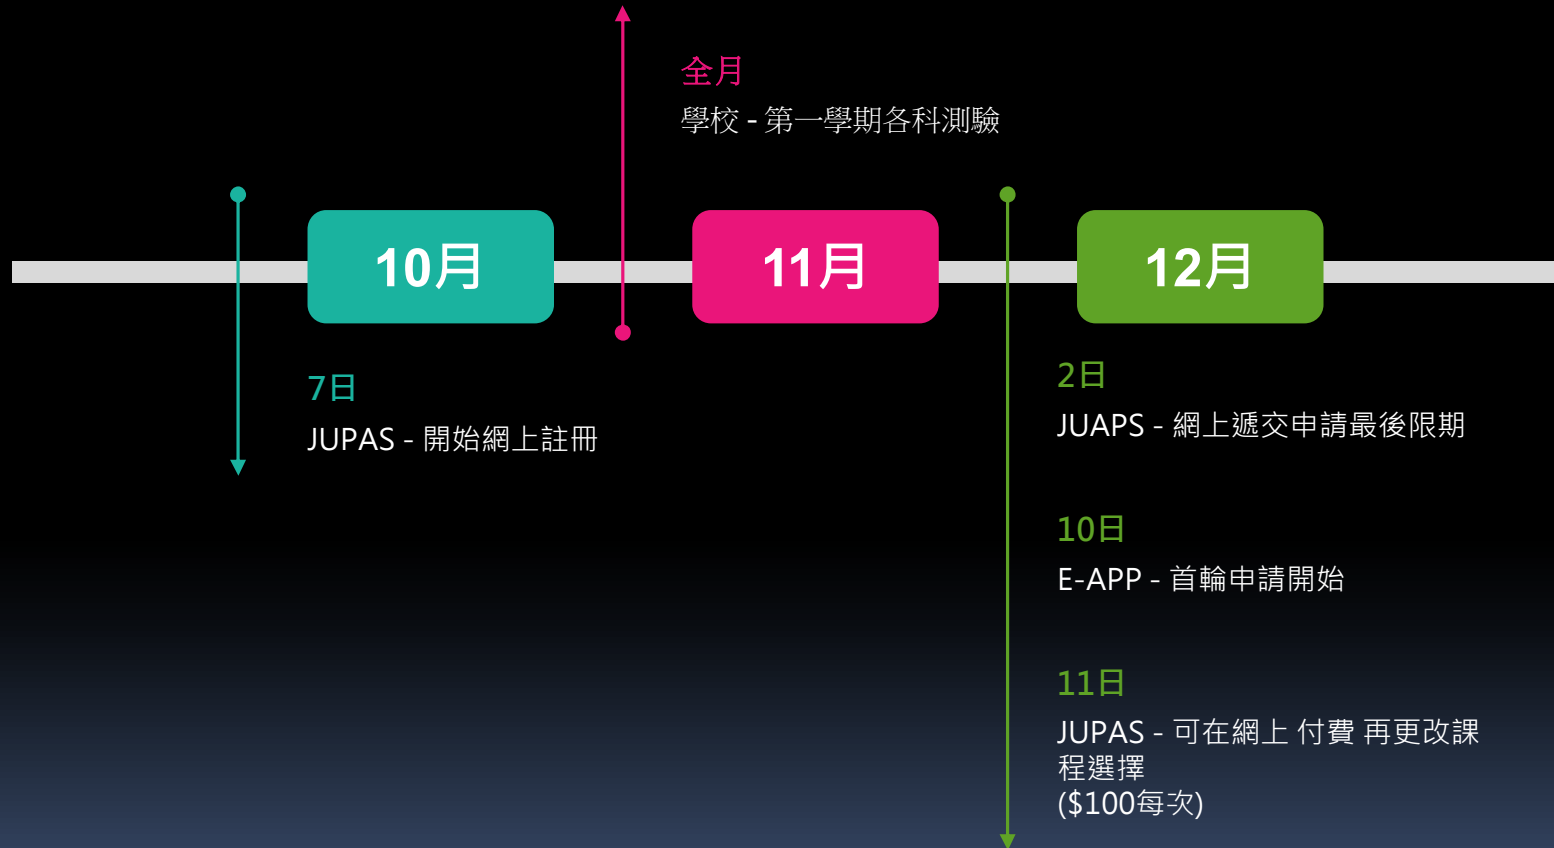 全月
學校 - 第一學期各科測驗
10月
11月
12月
7日
JUPAS - 開始網上註冊
2日
JUAPS - 網上遞交申請最後限期
10日
E-APP - 首輪申請開始
11日
JUPAS - 可在網上 付費 再更改課
程選擇
($100每次)